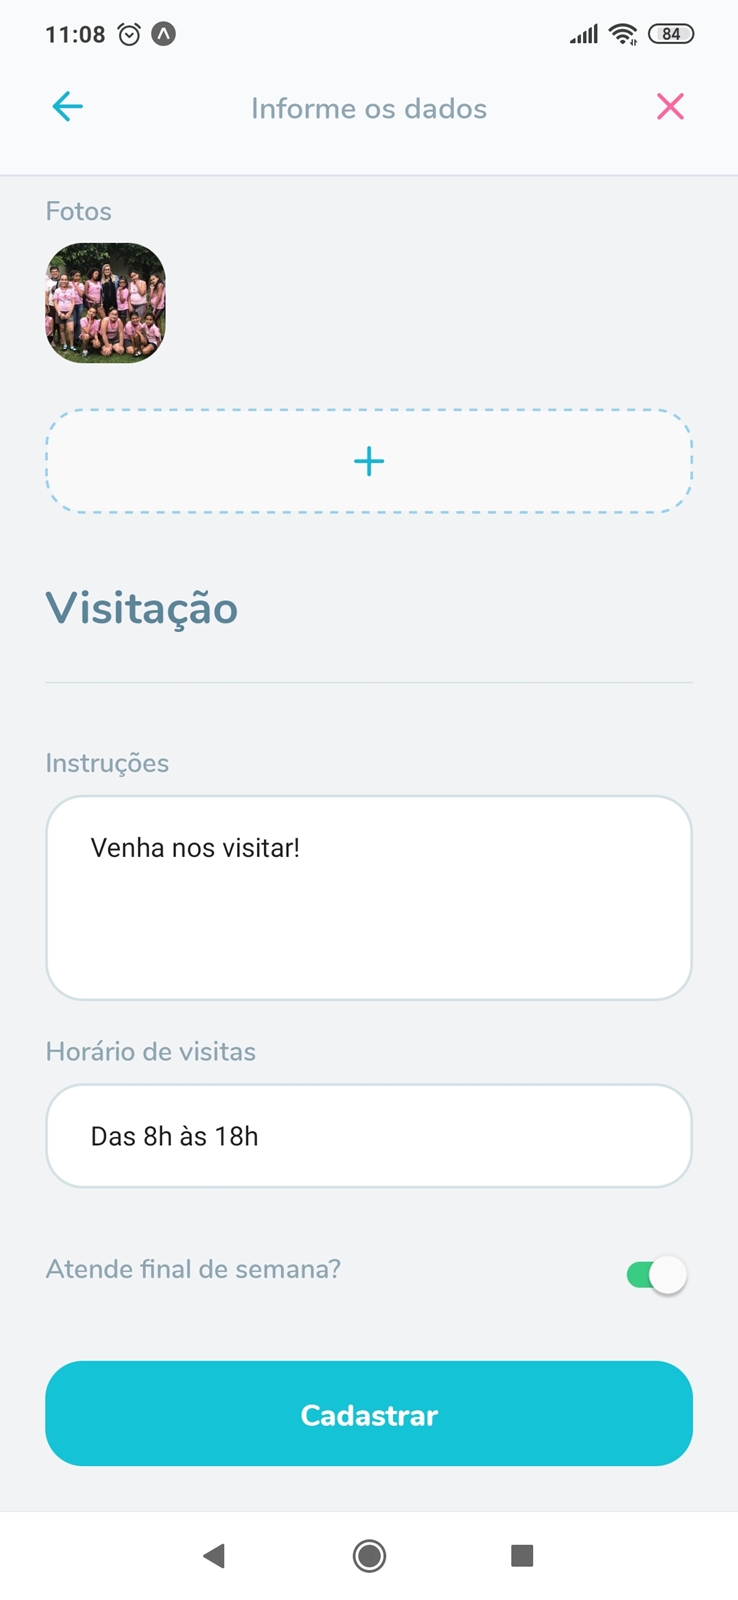 11:08
84
Informe os dados
Fotos
Visitação
Instruções
Venha nos visitar!
Horário de visitas
Das 8h às 18h
Atende final de semana?
Cadastrar